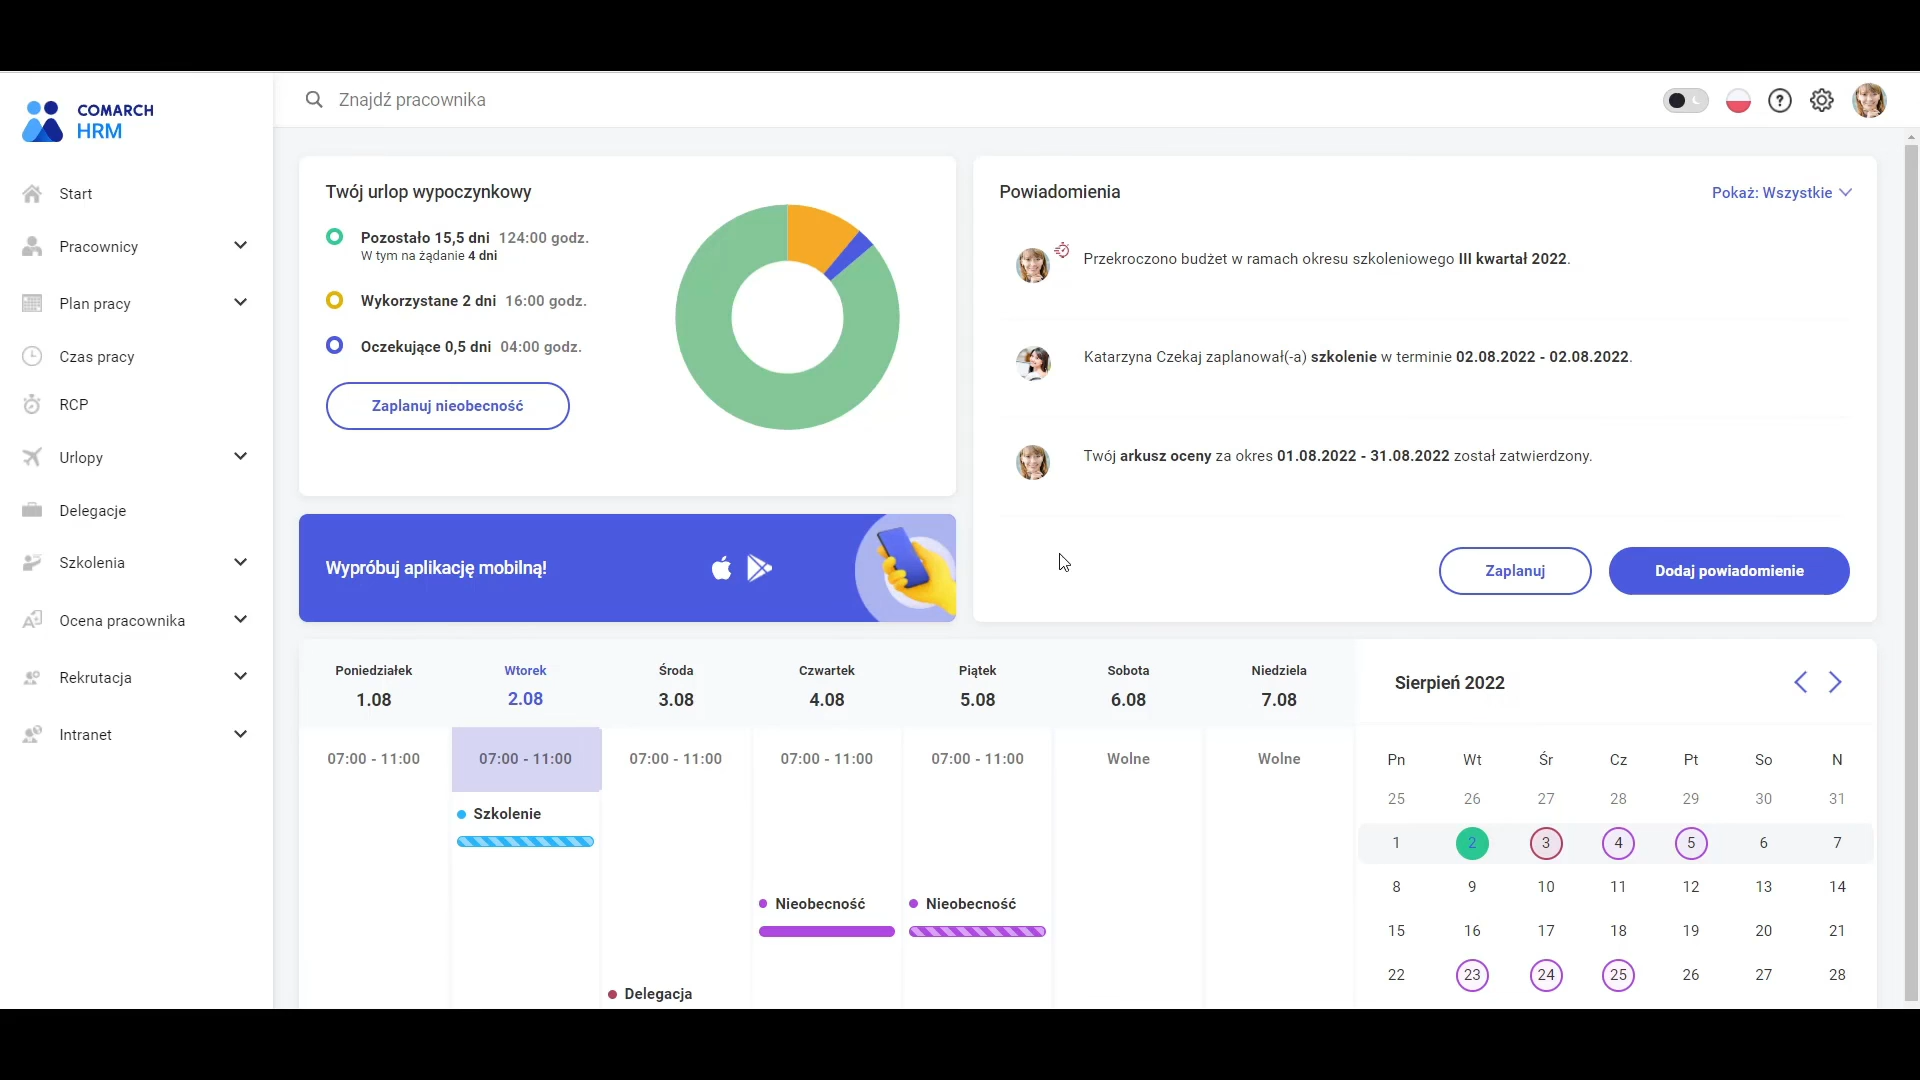 COMARCH
HRM
Znajdź pracownika
Start
Pracownicy
Plan pracy
Czas pracy
RCP
Urlopy
Delegacje
Szkolenia
Ocena pracownika
Rekrutacja
Intranet
Twój urlop wypoczynkowy
Pozostało 15,5 dni 124:00 godz.
W tym na żądanie 4 dni
Wykorzystane 2 dni 16:00 godz.
Oczekujące 0,5 dni 04:00 godz.
Zaplanuj nieobecność
Wypróbuj aplikację mobilną!
Powiadomienia
Pokaż: Wszystkie
Przekroczono budżet w ramach okresu szkoleniowego III kwartał 2022.
Katarzyna Czekaj zaplanował(-a) szkolenie w terminie 02.08.2022 - 02.08.2022.
Twój arkusz oceny za okres 01.08.2022 - 31.08.2022 został zatwierdzony.
Zaplanuj
Dodaj powiadomienie
Poniedziałek Wtorek Środa Czwartek Piątek Sobota Niedziela
1.08 2.08 3.08 4.08 5.08 6.08 7.08
07:00 - 11:00 07:00 - 11:00 07:00 - 11:00 07:00 - 11:00 07:00 - 11:00 Wolne Wolne
Szkolenie
Nieobecność Nieobecność
Delegacja
Sierpień 2022
Pn Wt Śr Cz Pt So N
25 26 27 28 29 30 31
1 2 3 4 5 6 7
8 9 10 11 12 13 14
15 16 17 18 19 20 21
22 23 24 25 26 27 28